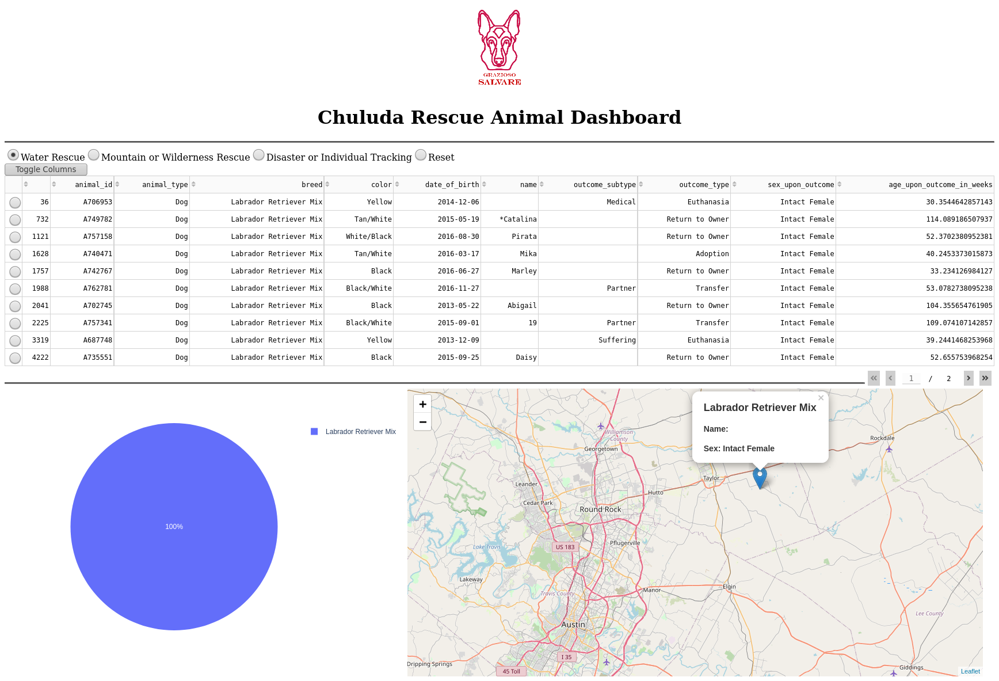 GRAZIOSO
SALVARE
Chuluda Rescue Animal Dashboard
Water Rescue Mountain or Wilderness Rescue Disaster or Individual Tracking Reset
Toggle Columns
animal_id animal_type breed color date_of_birth name outcome_subtype outcome_type sex_upon_outcome age_upon_outcome_in_weeks
36 A706953 Dog Labrador Retriever Mix Yellow 2014-12-06 Medical Euthanasia Intact Female 30.3544642857143
732 A749782 Dog Labrador Retriever Mix Tan/White 2015-05-19 *Catalina Return to Owner Intact Female 114.089186507937
1121 A757158 Dog Labrador Retriever Mix White/Black 2016-08-30 Pirata Return to Owner Intact Female 52.3702380952381
1628 A740471 Dog Labrador Retriever Mix Tan/White 2016-03-17 Mika Adoption Intact Female 40.2453373015873
1757 A742767 Dog Labrador Retriever Mix Black 2016-06-27 Marley Return to Owner Intact Female 33.234126984127
1988 A762781 Dog Labrador Retriever Mix Black/White 2016-11-27 Partner Transfer Intact Female 53.0782738095238
2041 A702745 Dog Labrador Retriever Mix Black 2013-05-22 Abigail Return to Owner Intact Female 104.355654761905
2225 A757341 Dog Labrador Retriever Mix Black/White 2015-09-01 19 Partner Transfer Intact Female 109.074107142857
3319 A687748 Dog Labrador Retriever Mix Yellow 2013-12-09 Suffering Euthanasia Intact Female 39.2441468253968
4222 A735551 Dog Labrador Retriever Mix Black 2015-09-25 Daisy Return to Owner Intact Female 52.655753968254
1 / 2
Labrador Retriever Mix
100%
+
−
×
Labrador Retriever Mix
Name:
Sex: Intact Female
Williamson
County
Georgetown
Rockdale
Taylor
Leander
Hutto
Cedar Park
Round Rock
Pflugerville
US 183
Lake Travis
Lakeway
Travis County
Manor
Elgin
Lee County
Austin
I 35
Dripping Springs
45 Toll
Giddings
Leaflet